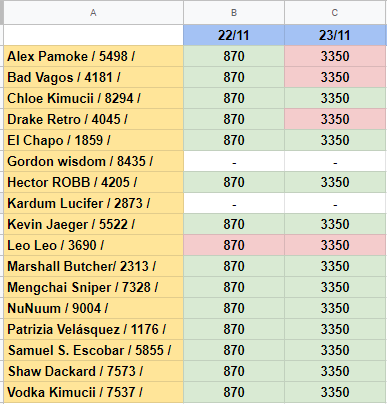 A B C
22/11 23/11
Alex Pamoke / 5498 / 870 3350
Bad Vagos / 4181 / 870 3350
Chloe Kimucii / 8294 / 870 3350
Drake Retro / 4045 / 870 3350
El Chapo / 1859 / 870 3350
Gordon wisdom / 8435 / - -
Hector ROBB / 4205 / 870 3350
Kardum Lucifer / 2873 / - -
Kevin Jaeger / 5522 / 870 3350
Leo Leo / 3690 / 870 3350
Marshall Butcher/ 2313 / 870 3350
Mengchai Sniper / 7328 / 870 3350
NuNuum / 9004 / 870 3350
Patrizia Velásquez / 1176 / 870 3350
Samuel S. Escobar / 5855 / 870 3350
Shaw Dackard / 7573 / 870 3350
Vodka Kimucii / 7537 / 870 3350